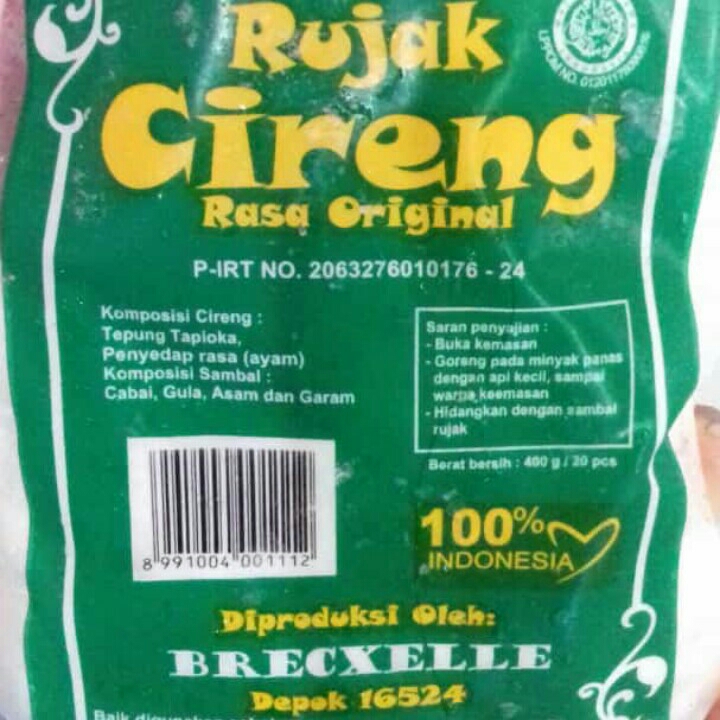 Rujak
Cireng
Rasa Original
P-IRT NO. 2063276010176 - 24
Komposisi Cireng :
Tepung Tapioka,
Penyedap rasa (ayam)
Komposisi Sambal :
Cabai, Gula, Asam dan Garam
Saran penyajian :
- Buka kemasan
- Goreng pada minyak panas
dengan api kecil, sampai
warna keemasan
- Hidangkan dengan sambal
rujak
Berat bersih : 400 g / 20 pcs
8 991004 001112
100%
INDONESIA
Diproduksi Oleh:
BRECXELLE
Depok 16524